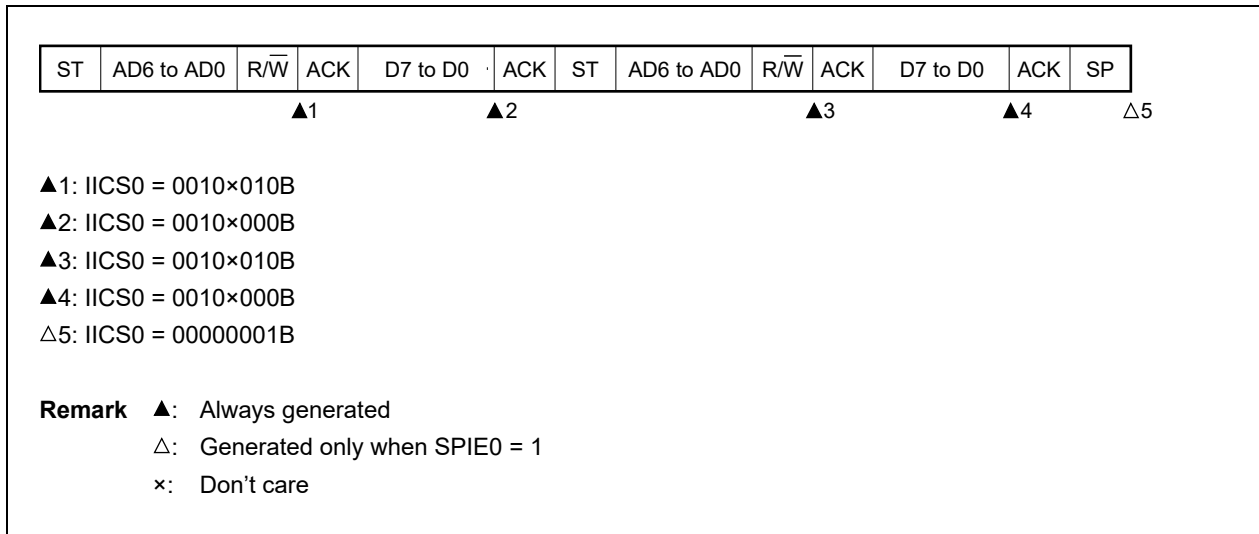 ST AD6 to AD0 R/W̅ ACK D7 to D0 ACK ST AD6 to AD0 R/W̅ ACK D7 to D0 ACK SP
▲1 ▲2 ▲3 ▲4 △5
▲1: IICS0 = 0010×010B
▲2: IICS0 = 0010×000B
▲3: IICS0 = 0010×010B
▲4: IICS0 = 0010×000B
△5: IICS0 = 00000001B
Remark ▲: Always generated
△: Generated only when SPIE0 = 1
×: Don't care